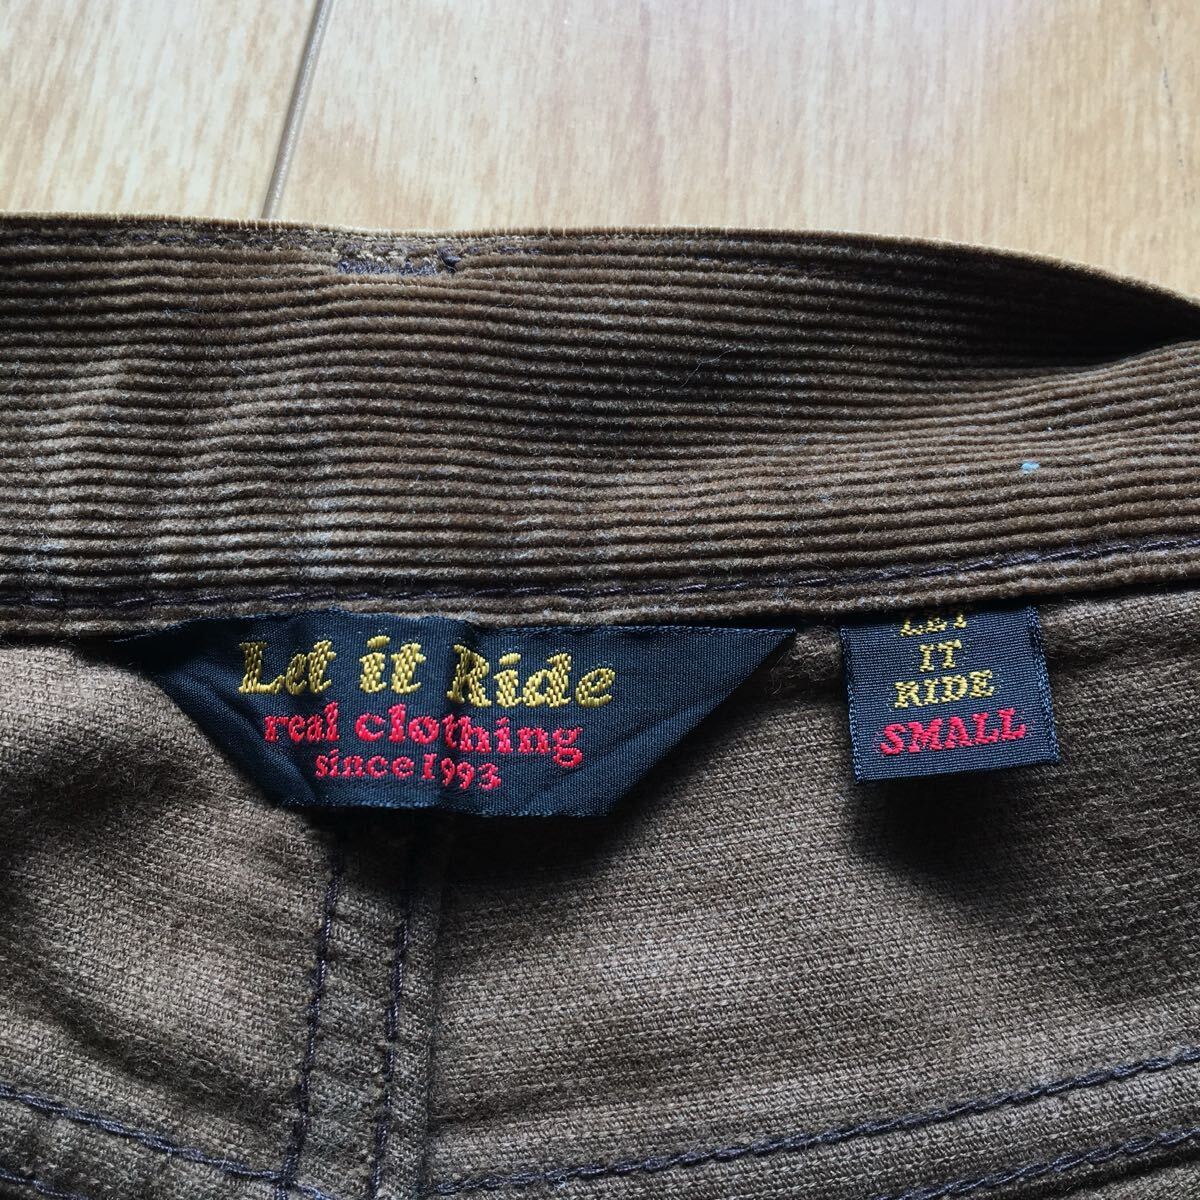 Let it Ride
real clothing
since 1993
LET
IT
RIDE
SMALL